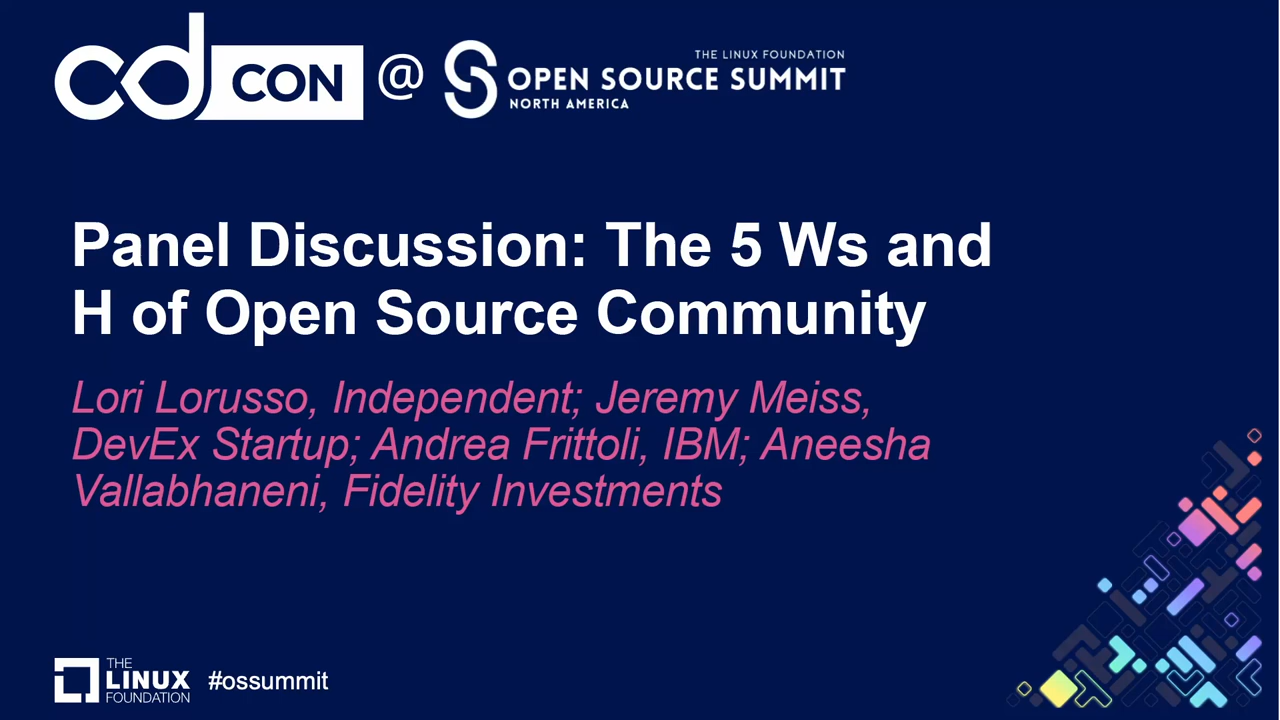 cd CON @ THE LINUX FOUNDATION
OPEN SOURCE SUMMIT
NORTH AMERICA
Panel Discussion: The 5 Ws and
H of Open Source Community
Lori Lorusso, Independent; Jeremy Meiss,
DevEx Startup; Andrea Frittoli, IBM; Aneesha
Vallabhaneni, Fidelity Investments
THE
LINUX
FOUNDATION
#ossummit